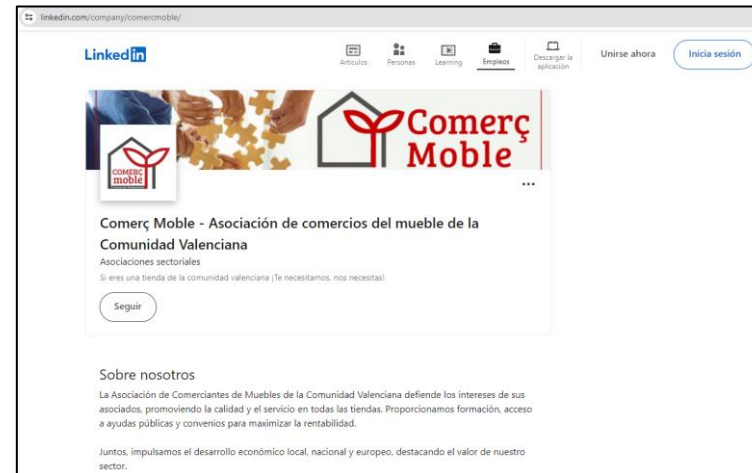 linkedin.com/company/comercmoble/
Linked in
Artículos
Personas
Learning
Empleos
Descargar la
aplicación
Unirse ahora
Inicia sesión
Comerç
Moble
COMERÇ
moble
Comerç Moble - Asociación de comercios del mueble de la
Comunidad Valenciana
Asociaciones sectoriales
Si eres una tienda de la comunidad valenciana ¡Te necesitamos, nos necesitas!
Seguir
Sobre nosotros
La Asociación de Comerciantes de Muebles de la Comunidad Valenciana defiende los intereses de sus
asociados, promoviendo la calidad y el servicio en todas las tiendas. Proporcionamos formación, acceso
a ayudas públicas y convenios para maximizar la rentabilidad.
Juntos, impulsamos el desarrollo económico local, nacional y europeo, destacando el valor de nuestro
sector.